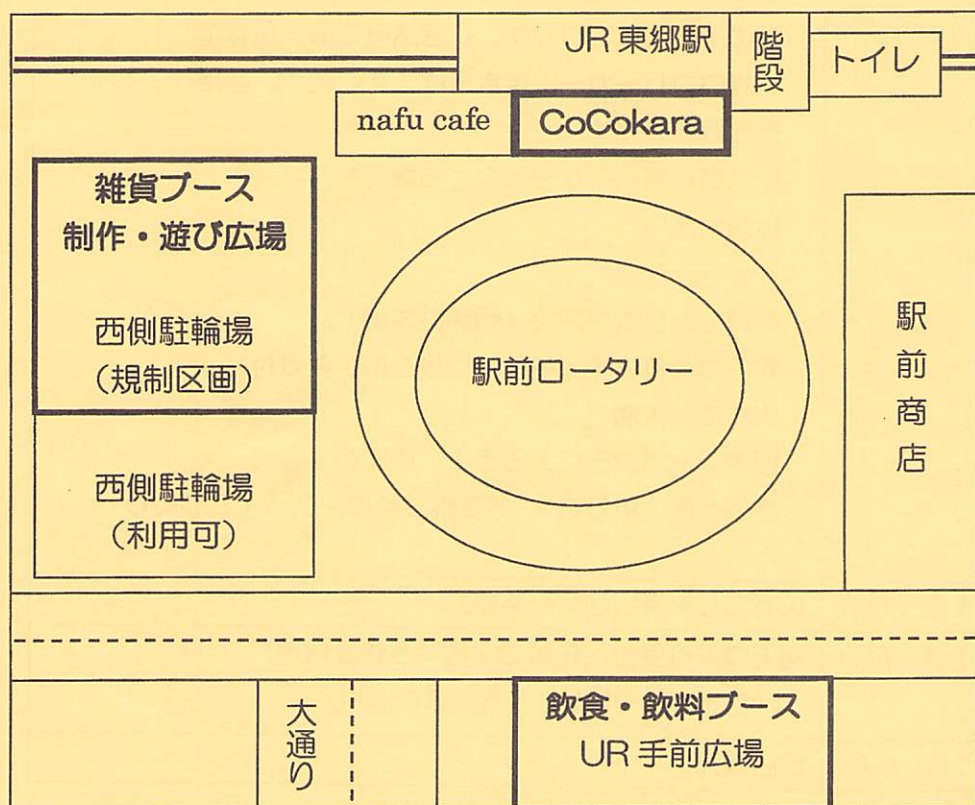 JR 東郷駅
階段
トイレ
nafu cafe
CoCokara
雑貨ブース
制作・遊び広場
西側駐輪場
(規制区画)
西側駐輪場
(利用可)
駅前ロータリー
駅前商店
大通り
飲食・飲料ブース
UR 手前広場